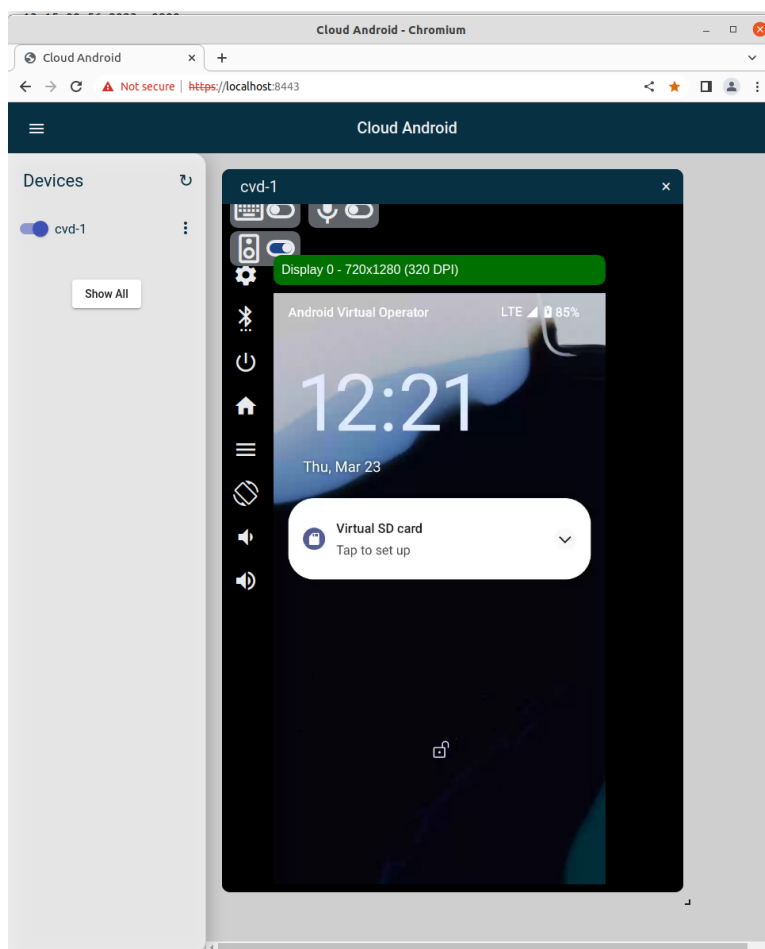 Cloud Android - Chromium
Cloud Android
Not secure | https://localhost:8443
Cloud Android
Devices
cvd-1
Show All
cvd-1
Display 0 - 720x1280 (320 DPI)
Android Virtual Operator LTE 85%
12:21
Thu, Mar 23
Virtual SD card
Tap to set up